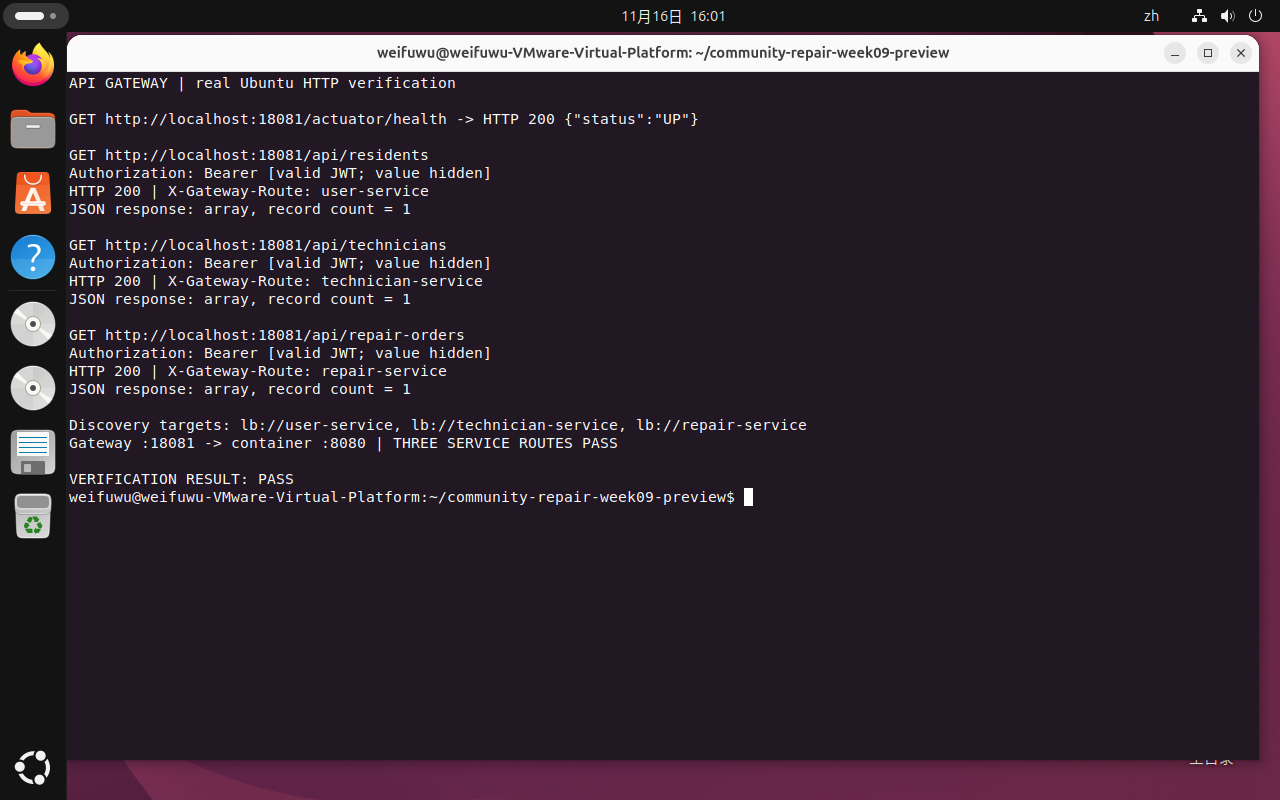 11月16日 16:01
zh
weifuwu@weifuwu-VMware-Virtual-Platform: ~/community-repair-week09-preview
API GATEWAY | real Ubuntu HTTP verification
GET http://localhost:18081/actuator/health -> HTTP 200 {"status":"UP"}
GET http://localhost:18081/api/residents
Authorization: Bearer [valid JWT; value hidden]
HTTP 200 | X-Gateway-Route: user-service
JSON response: array, record count = 1
GET http://localhost:18081/api/technicians
Authorization: Bearer [valid JWT; value hidden]
HTTP 200 | X-Gateway-Route: technician-service
JSON response: array, record count = 1
GET http://localhost:18081/api/repair-orders
Authorization: Bearer [valid JWT; value hidden]
HTTP 200 | X-Gateway-Route: repair-service
JSON response: array, record count = 1
Discovery targets: lb://user-service, lb://technician-service, lb://repair-service
Gateway :18081 -> container :8080 | THREE SERVICE ROUTES PASS
VERIFICATION RESULT: PASS
weifuwu@weifuwu-VMware-Virtual-Platform:~/community-repair-week09-preview$